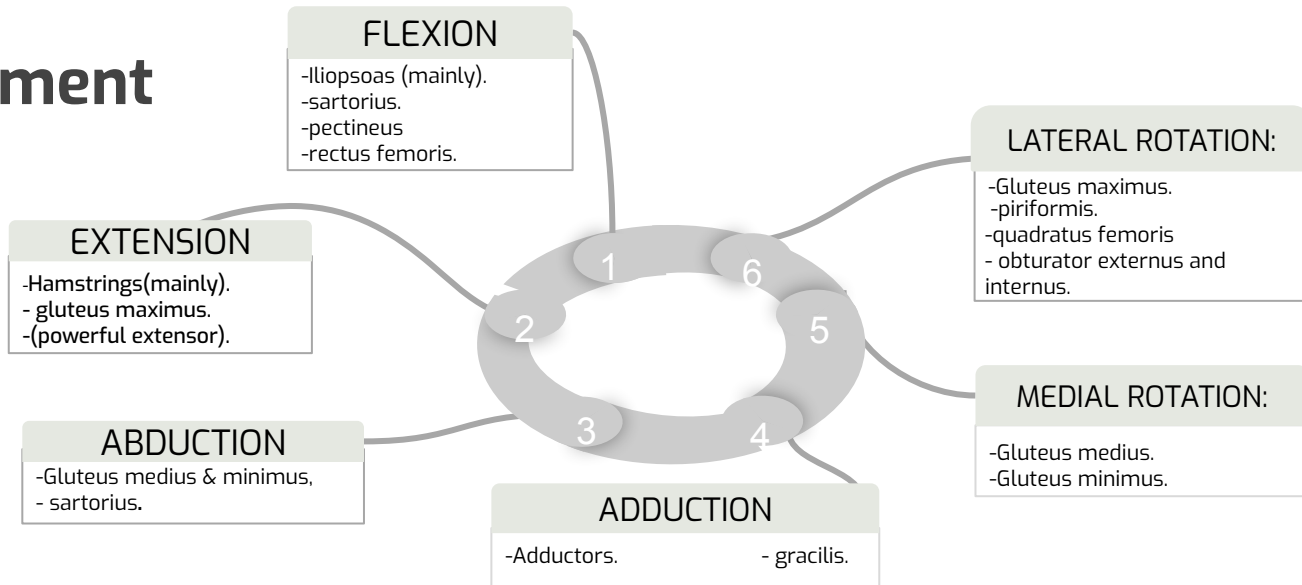 ment
FLEXION
-Iliopsoas (mainly).
-sartorius.
-pectineus
-rectus femoris.
EXTENSION
-Hamstrings(mainly).
- gluteus maximus.
-(powerful extensor).
ABDUCTION
-Gluteus medius & minimus,
- sartorius.
ADDUCTION
-Adductors. - gracilis.
MEDIAL ROTATION:
-Gluteus medius.
-Gluteus minimus.
LATERAL ROTATION:
-Gluteus maximus.
-piriformis.
-quadratus femoris
- obturator externus and
internus.
1
2
3
4
5
6